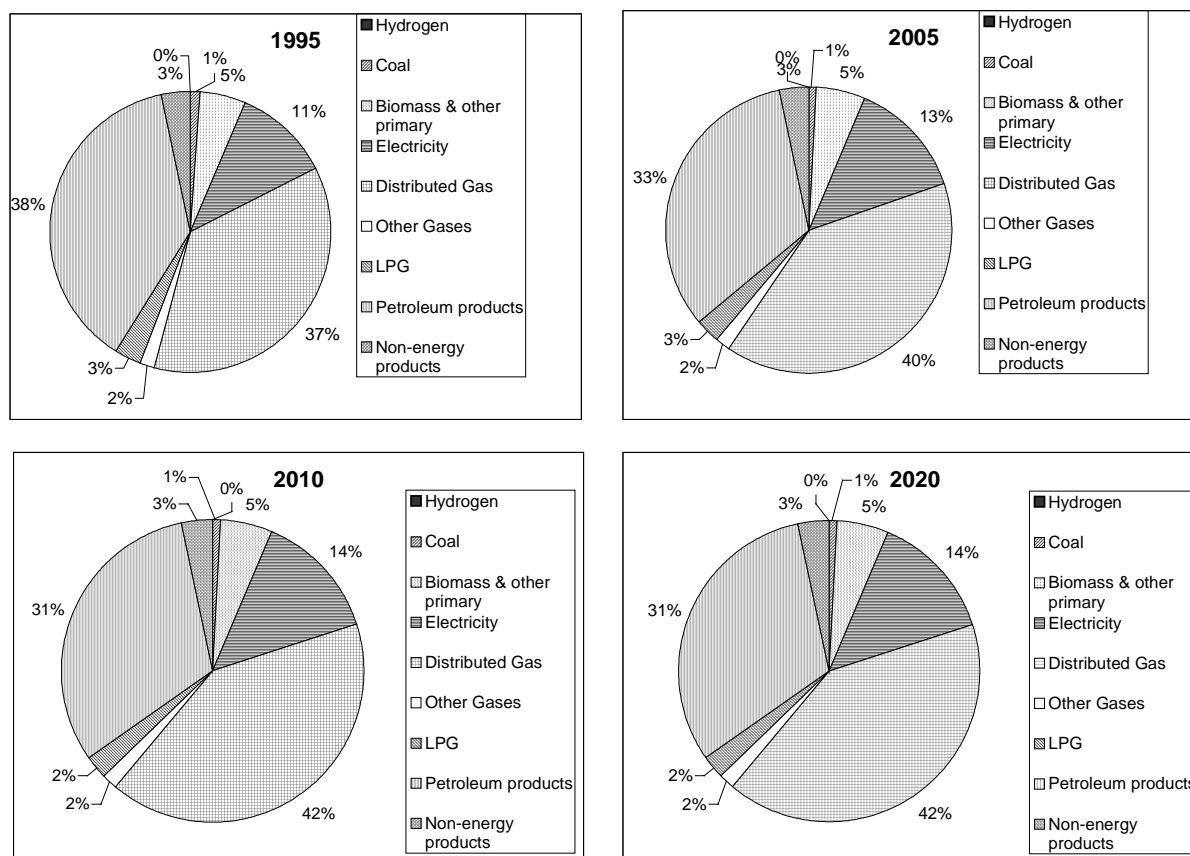 1995
0%
1%
3%
5%
11%
38%
37%
3%
2%
Hydrogen
Coal
Biomass & other
primary
Electricity
Distributed Gas
Other Gases
LPG
Petroleum products
Non-energy
products
2005
0%
1%
3%
5%
13%
33%
3%
2%
40%
Hydrogen
Coal
Biomass & other
primary
Electricity
Distributed Gas
Other Gases
LPG
Petroleum products
Non-energy
products
2010
1%
0%
3%
5%
14%
31%
2%
2%
42%
Hydrogen
Coal
Biomass & other
primary
Electricity
Distributed Gas
Other Gases
LPG
Petroleum products
Non-energy
products
2020
0%
1%
3%
5%
14%
31%
2%
2%
42%
Hydrogen
Coal
Biomass & other
primary
Electricity
Distributed Gas
Other Gases
LPG
Petroleum products
Non-energy
products